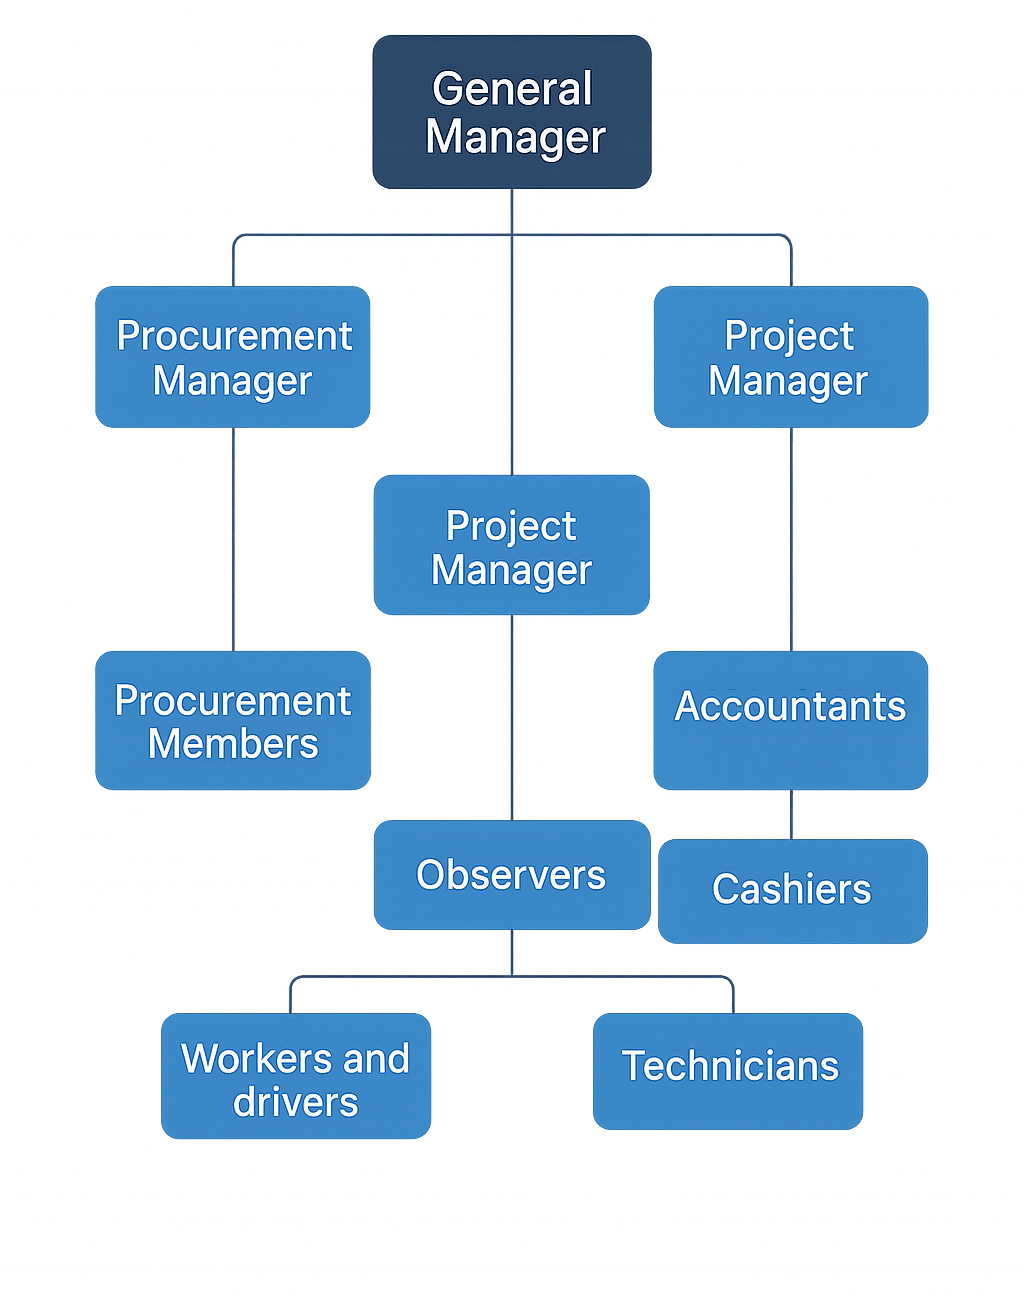 General
Manager
Procurement
Manager
Project
Manager
Project
Manager
Procurement
Members
Accountants
Observers
Cashiers
Workers and
drivers
Technicians